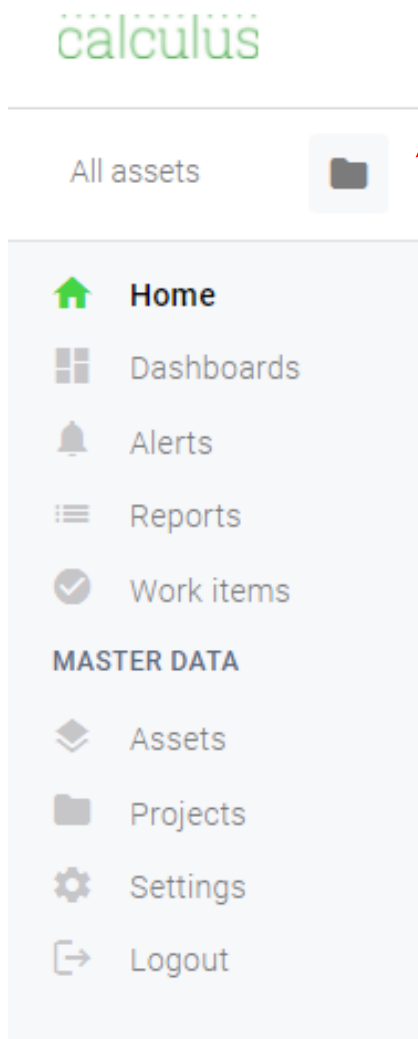 calculus
All assets
Home
Dashboards
Alerts
Reports
Work items
MASTER DATA
Assets
Projects
Settings
Logout